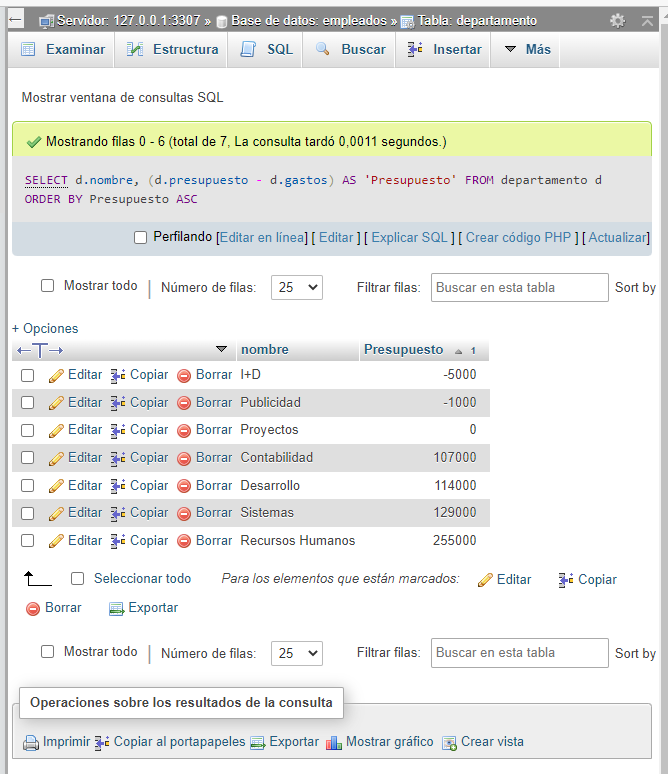 Servidor: 127.0.0.1:3307 » Base de datos: empleados » Tabla: departamento
Examinar Estructura SQL Buscar Insertar Más
Mostrar ventana de consultas SQL
Mostrando filas 0 - 6 (total de 7, La consulta tardó 0,0011 segundos.)
SELECT d.nombre, (d.presupuesto - d.gastos) AS 'Presupuesto' FROM departamento d
ORDER BY Presupuesto ASC
Perfilando [Editar en línea] [ Editar ] [ Explicar SQL ] [ Crear código PHP ] [ Actualizar]
Mostrar todo | Número de filas: 25 Filtrar filas: Buscar en esta tabla Sort by
+ Opciones
←T→ nombre Presupuesto 1
Editar Copiar Borrar I+D -5000
Editar Copiar Borrar Publicidad -1000
Editar Copiar Borrar Proyectos 0
Editar Copiar Borrar Contabilidad 107000
Editar Copiar Borrar Desarrollo 114000
Editar Copiar Borrar Sistemas 129000
Editar Copiar Borrar Recursos Humanos 255000
Seleccionar todo Para los elementos que están marcados: Editar Copiar
Borrar Exportar
Mostrar todo | Número de filas: 25 Filtrar filas: Buscar en esta tabla Sort by
Operaciones sobre los resultados de la consulta
Imprimir Copiar al portapapeles Exportar Mostrar gráfico Crear vista